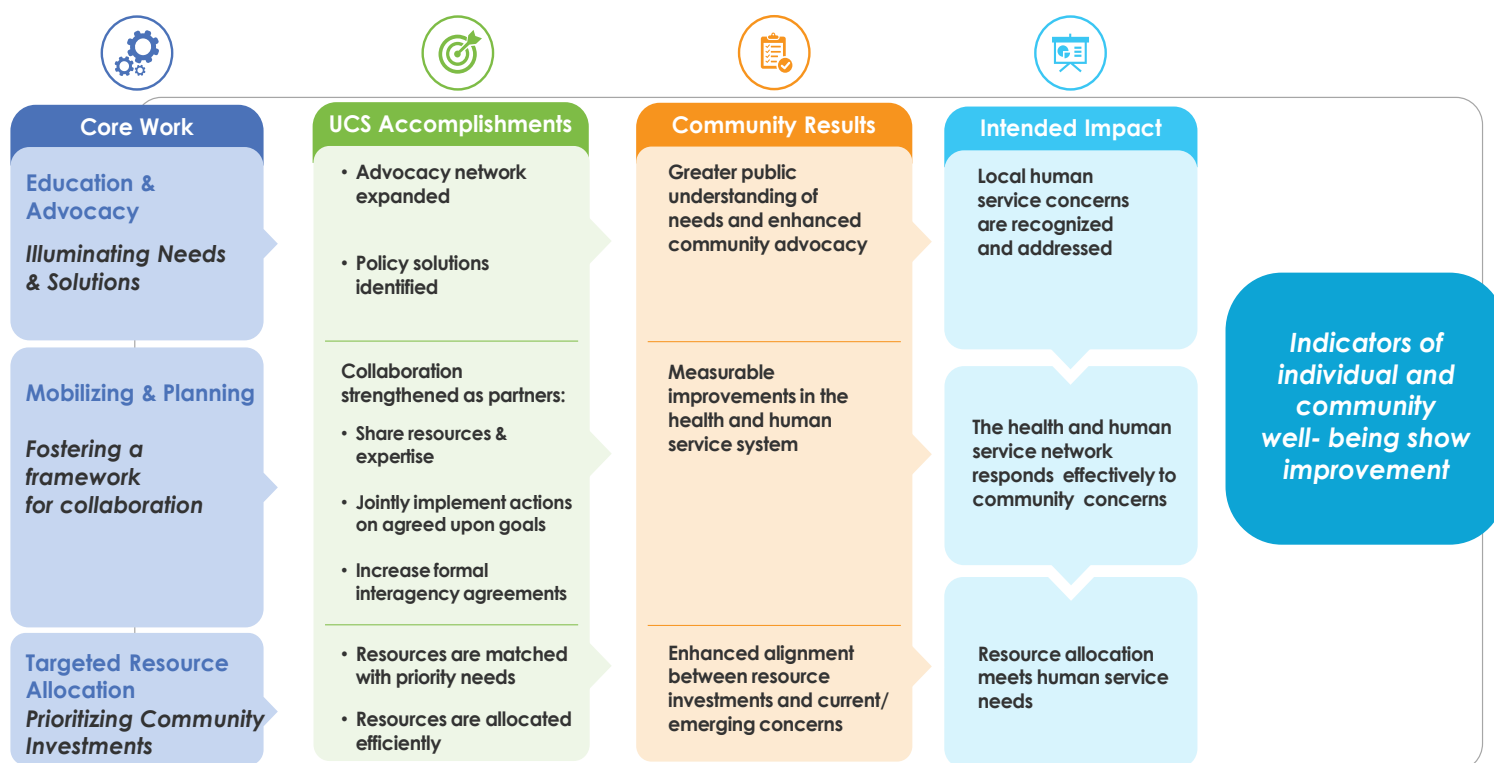 Core Work
Education &
Advocacy
Illuminating Needs
& Solutions
Mobilizing & Planning
Fostering a
framework
for collaboration
Targeted Resource
Allocation
Prioritizing Community
Investments
UCS Accomplishments
• Advocacy network
expanded
• Policy solutions
identified
Collaboration
strengthened as partners:
• Share resources &
expertise
• Jointly implement actions
on agreed upon goals
• Increase formal
interagency agreements
• Resources are matched
with priority needs
• Resources are allocated
efficiently
Community Results
Greater public
understanding of
needs and enhanced
community advocacy
Measurable
improvements in the
health and human
service system
Enhanced alignment
between resource
investments and current/
emerging concerns
Intended Impact
Local human
service concerns
are recognized
and addressed
The health and human
service network
responds effectively to
community concerns
Resource allocation
meets human service
needs
Indicators of
individual and
community
well- being show
improvement